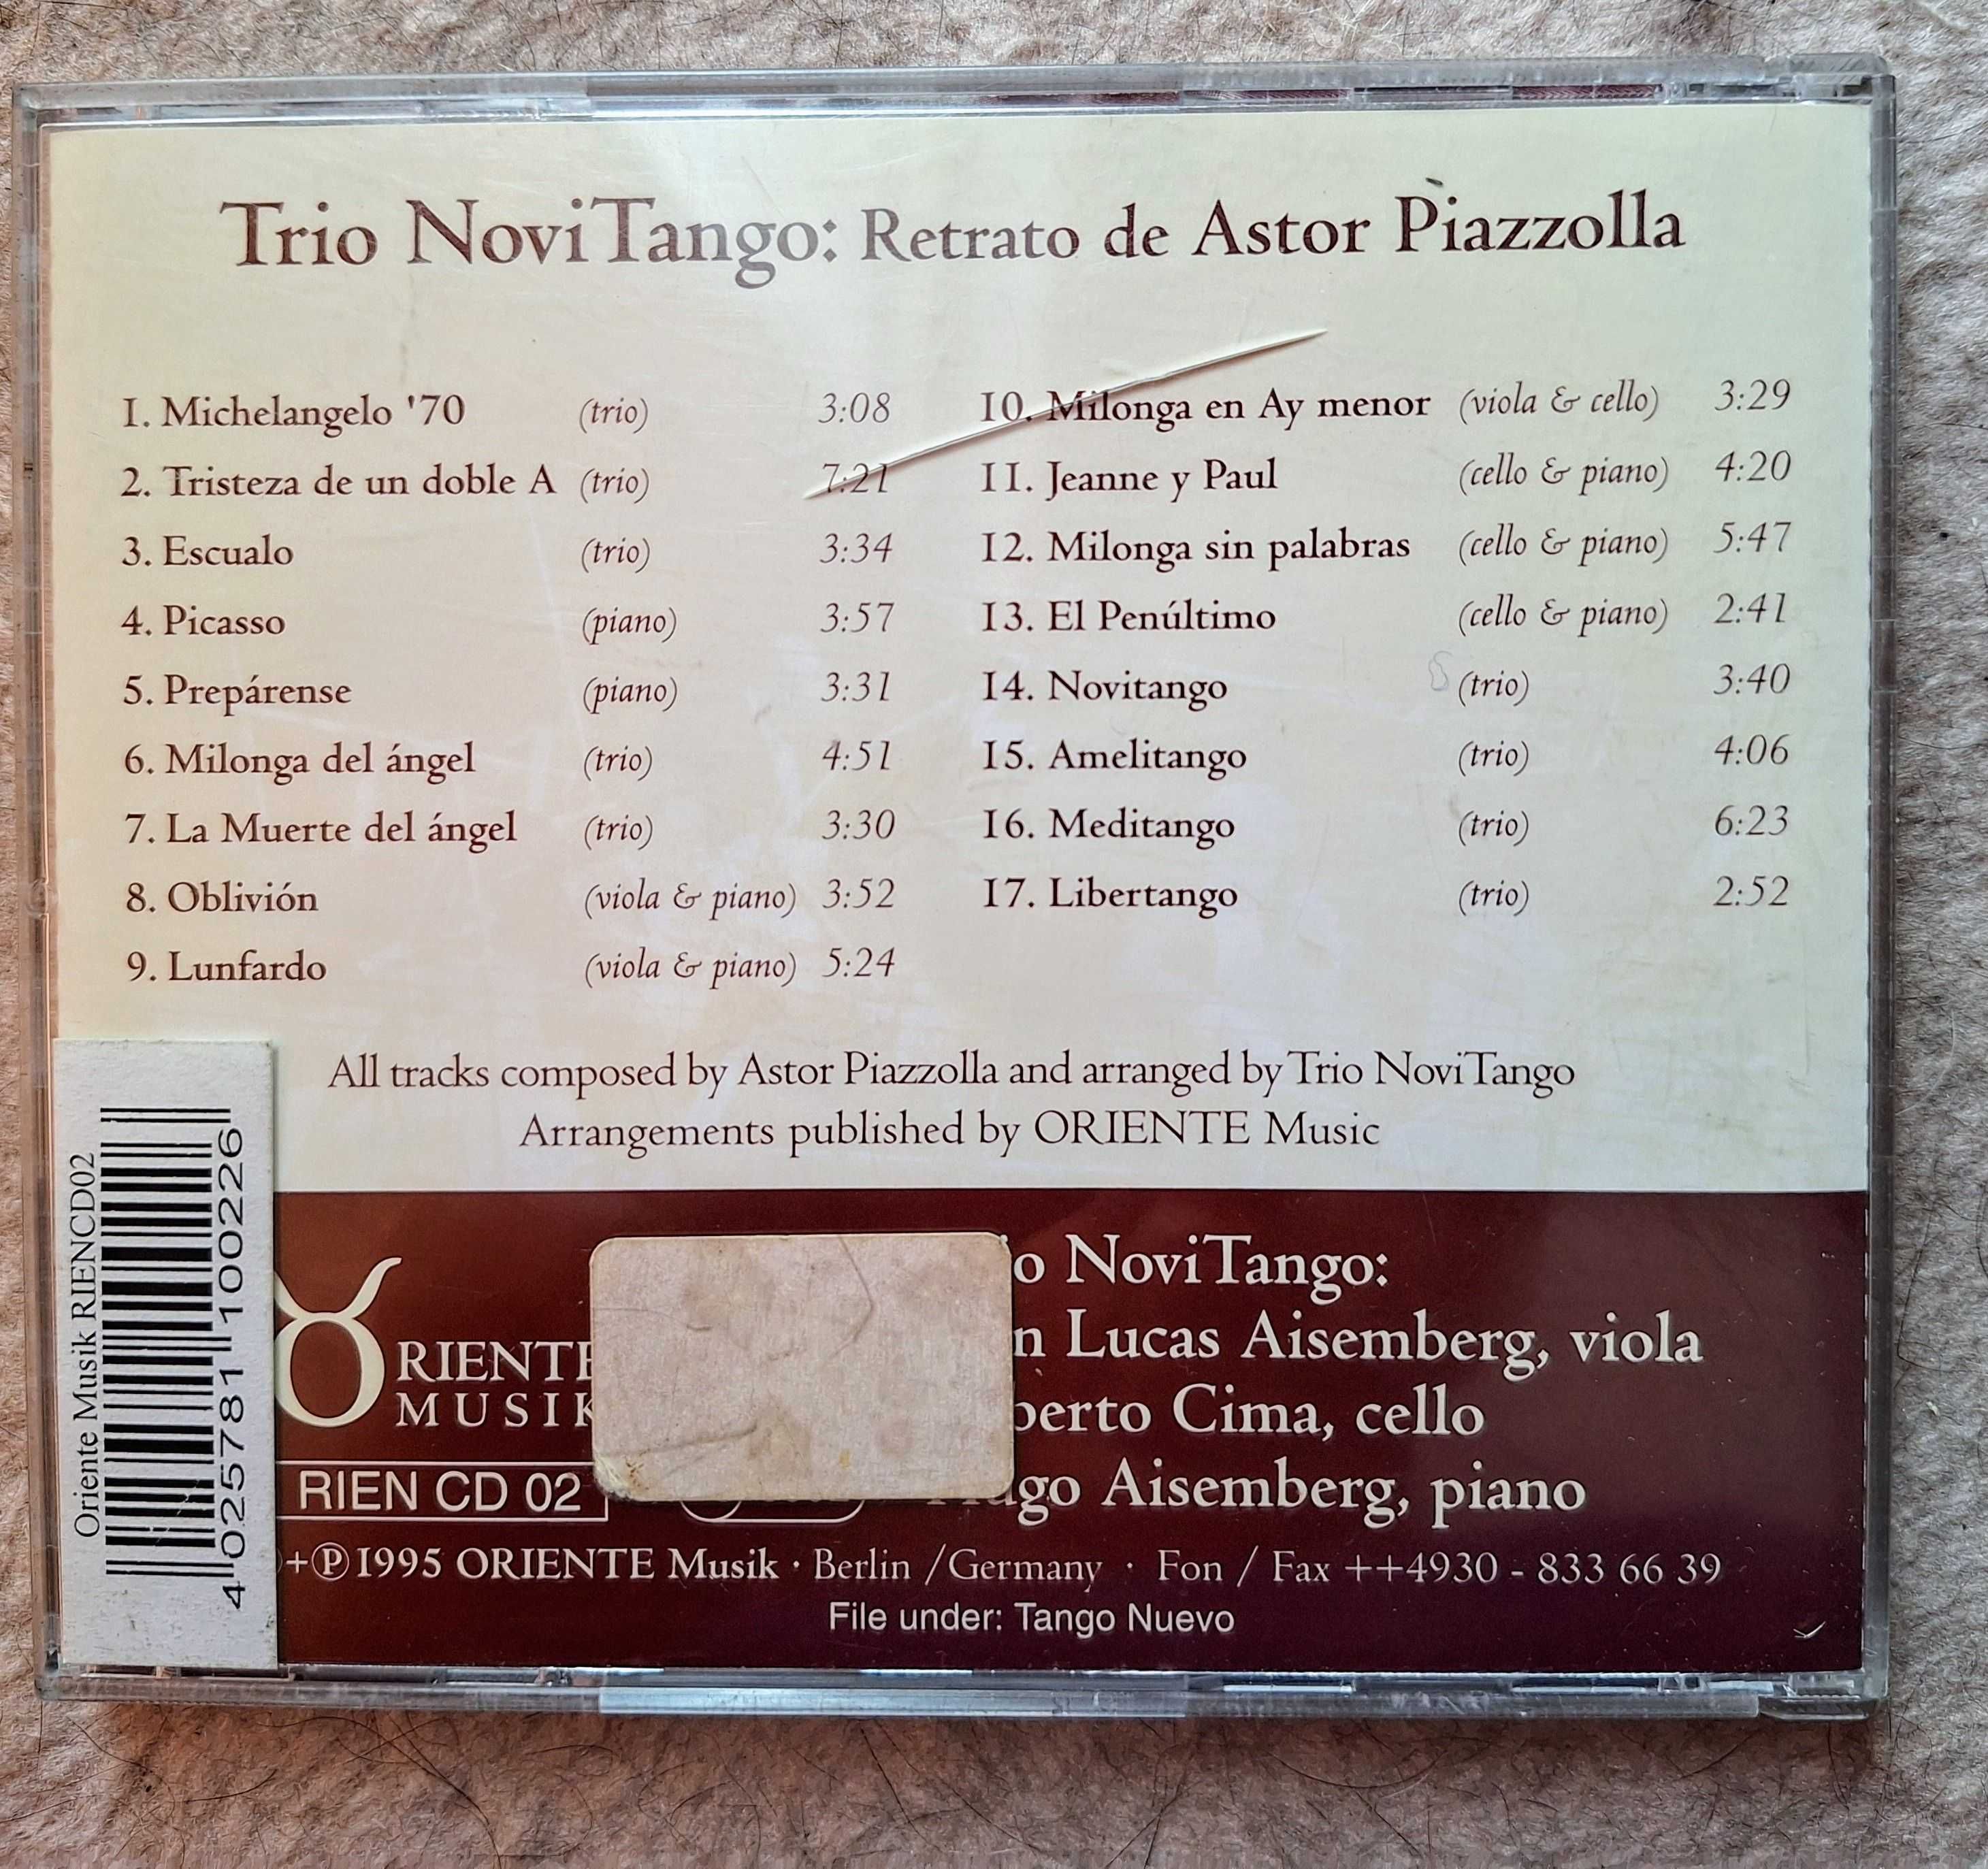 Trio NoviTango: Retrato de Astor Piazzolla
1. Michelangelo '70 (trio) 3:08
2. Tristeza de un doble A (trio) 7:21
3. Escualo (trio) 3:34
4. Picasso (piano) 3:57
5. Prepárense (piano) 3:31
6. Milonga del ángel (trio) 4:51
7. La Muerte del ángel (trio) 3:30
8. Oblivión (viola & piano) 3:52
9. Lunfardo (viola & piano) 5:24
10. Milonga en Ay menor (viola & cello) 3:29
11. Jeanne y Paul (cello & piano) 4:20
12. Milonga sin palabras (cello & piano) 5:47
13. El Penúltimo (cello & piano) 2:41
14. Novitango (trio) 3:40
15. Amelitango (trio) 4:06
16. Meditango (trio) 6:23
17. Libertango (trio) 2:52
All tracks composed by Astor Piazzolla and arranged by Trio NoviTango
Arrangements published by ORIENTE Music
Oriente Musik RIENCD02
4 025781 100226
ORIENTE
MUSIK
RIEN CD 02
NoviTango:
Lucas Aisemberg, viola
Cima, cello
Hugo Aisemberg, piano
+℗1995 ORIENTE Musik · Berlin /Germany · Fon / Fax ++4930 - 833 66 39
File under: Tango Nuevo